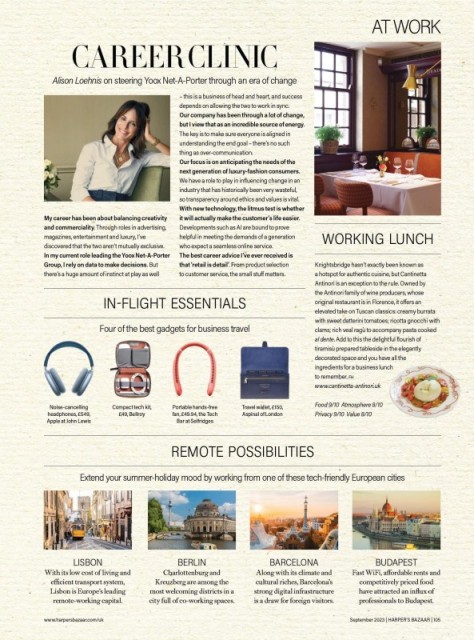 AT WORK
CAREER CLINIC
Alison Loehnis on steering Yoox Net-A-Porter through an era of change
My career has been about balancing creativity
and commerciality. Through roles in advertising,
magazines, entertainment and luxury, I've
discovered that the two aren't mutually exclusive.
In my current role leading the Yoox Net-A-Porter
Group, I rely on data to make decisions. But
there's a huge amount of instinct at play as well
– this is a business of head and heart, and success
depends on allowing the two to work in sync.
Our company has been through a lot of change,
but I view that as an incredible source of energy.
The key is to make sure everyone is aligned in
understanding the end goal – there's no such
thing as over-communication.
Our focus is on anticipating the needs of the
next generation of luxury-fashion consumers.
We have a role to play in influencing change in an
industry that has historically been very wasteful,
so transparency around ethics and values is vital.
With new technology, the litmus test is whether
it will actually make the customer's life easier.
Developments such as AI are bound to prove
helpful in meeting the demands of a generation
who expect a seamless online service.
The best career advice I've ever received is
that 'retail is detail'. From product selection
to customer service, the small stuff matters.
WORKING LUNCH
Knightsbridge hasn't exactly been known as
a hotspot for authentic cuisine, but Cantinetta
Antinori is an exception to the rule. Owned by
the Antinori family of wine producers, whose
original restaurant is in Florence, it offers an
elevated take on Tuscan classics: creamy burrata
with sweet datterini tomatoes; ricotta gnocchi with
clams; rich veal ragù to accompany pasta cooked
al dente. Add to this the delightful flourish of
tiramisù prepared tableside in the elegantly
decorated space and you have all the
ingredients for a business lunch
to remember.
www.cantinetta-antinori.uk
Food 9/10 Atmosphere 8/10
Privacy 9/10 Value 8/10
IN-FLIGHT ESSENTIALS
Four of the best gadgets for business travel
Noise-cancelling
headphones, £549,
Apple at John Lewis
Compact tech kit,
£49, Bellroy
Portable hands-free
fan, £49.94, the Tech
Bar at Selfridges
Travel wallet, £150,
Aspinal of London
REMOTE POSSIBILITIES
Extend your summer-holiday mood by working from one of these tech-friendly European cities
LISBON
With its low cost of living and
efficient transport system,
Lisbon is Europe's leading
remote-working capital.
BERLIN
Charlottenburg and
Kreuzberg are among the
most welcoming districts in a
city full of co-working spaces.
BARCELONA
Along with its climate and
cultural riches, Barcelona's
strong digital infrastructure
is a draw for foreign visitors.
BUDAPEST
Fast WiFi, affordable rents and
competitively priced food
have attracted an influx of
professionals to Budapest.
www.harpersbazaar.com/uk
September 2023 | HARPER'S BAZAAR | 105